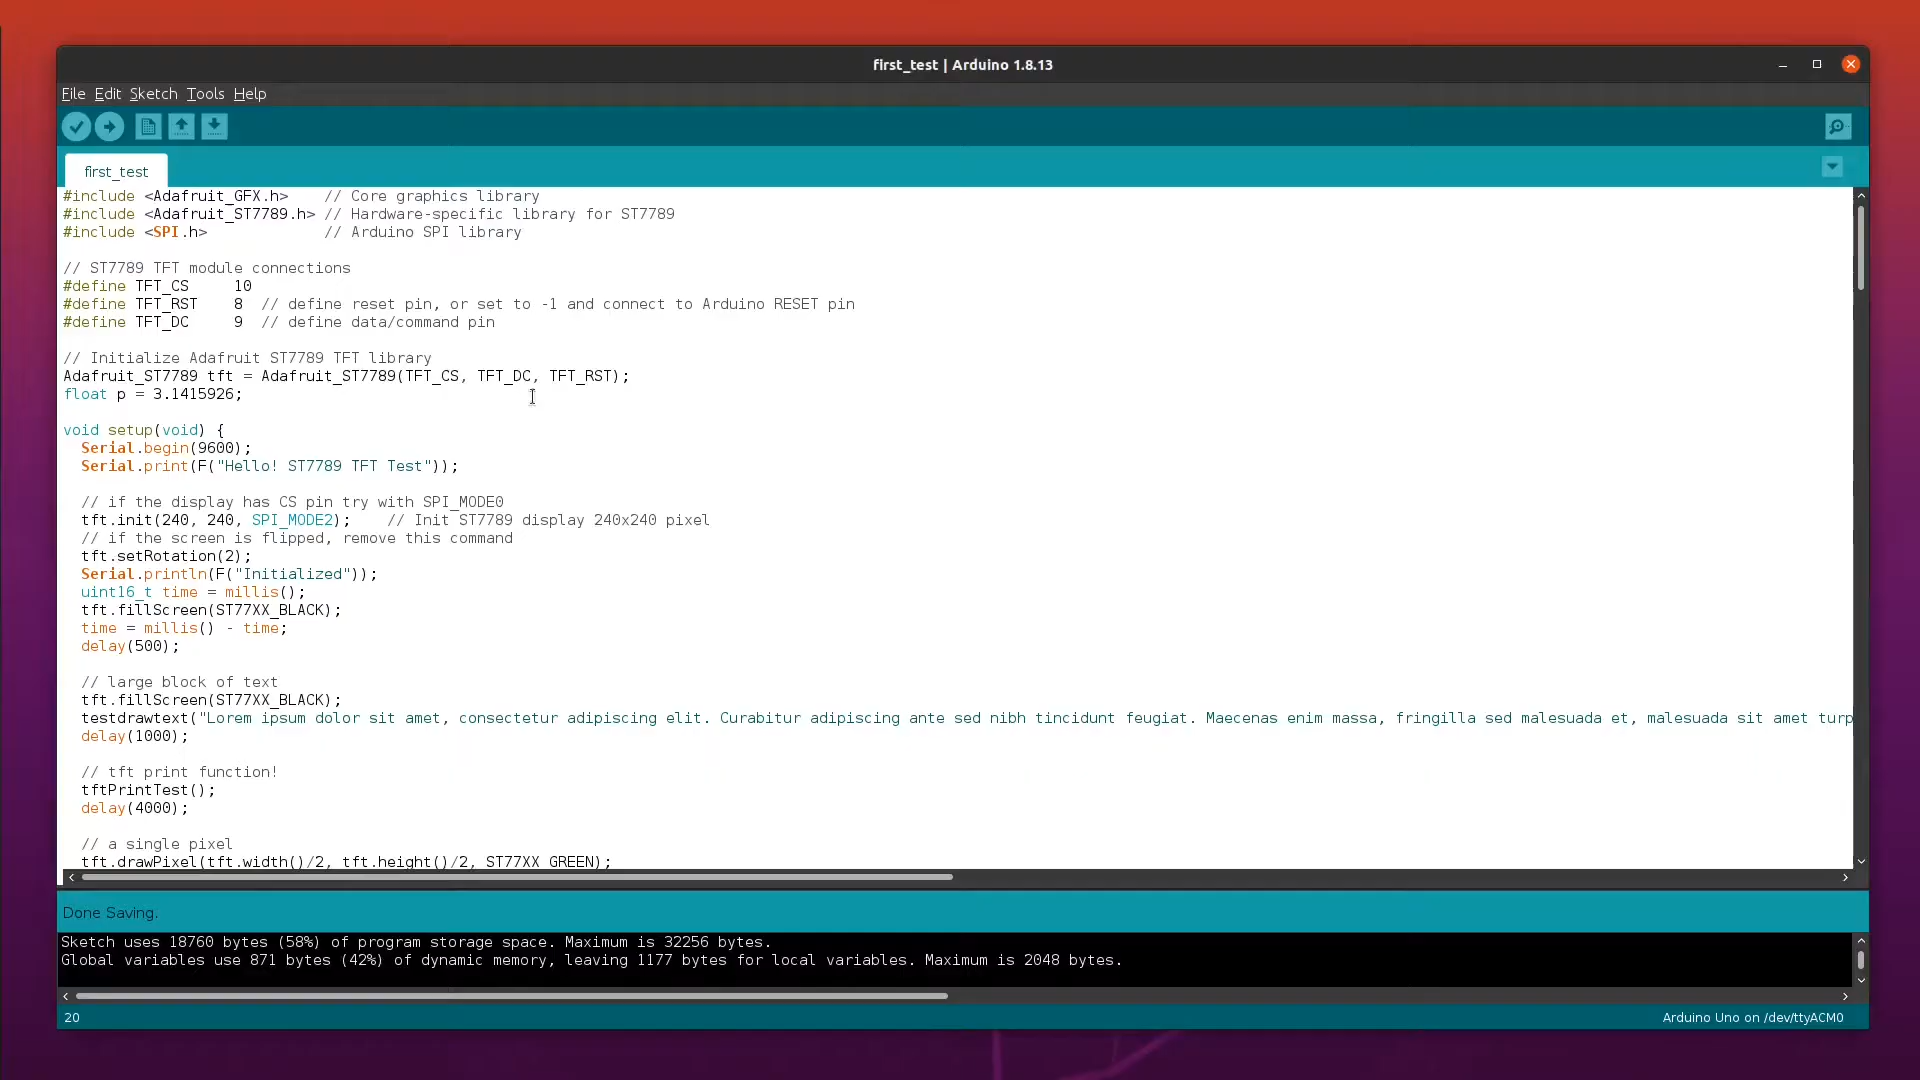 first_test | Arduino 1.8.13
File Edit Sketch Tools Help
first_test
#include <Adafruit_GFX.h>    // Core graphics library
#include <Adafruit_ST7789.h> // Hardware-specific library for ST7789
#include <SPI.h>             // Arduino SPI library
// ST7789 TFT module connections
#define TFT_CS     10
#define TFT_RST    8  // define reset pin, or set to -1 and connect to Arduino RESET pin
#define TFT_DC     9  // define data/command pin
// Initialize Adafruit ST7789 TFT library
Adafruit_ST7789 tft = Adafruit_ST7789(TFT_CS, TFT_DC, TFT_RST);
float p = 3.1415926;
void setup(void) {
  Serial.begin(9600);
  Serial.print(F("Hello! ST7789 TFT Test"));
  // if the display has CS pin try with SPI_MODE0
  tft.init(240, 240, SPI_MODE2);    // Init ST7789 display 240x240 pixel
  // if the screen is flipped, remove this command
  tft.setRotation(2);
  Serial.println(F("Initialized"));
  uint16_t time = millis();
  tft.fillScreen(ST77XX_BLACK);
  time = millis() - time;
  delay(500);
  // large block of text
  tft.fillScreen(ST77XX_BLACK);
  testdrawtext("Lorem ipsum dolor sit amet, consectetur adipiscing elit. Curabitur adipiscing ante sed nibh tincidunt feugiat. Maecenas enim massa, fringilla sed malesuada et, malesuada sit amet turp
  delay(1000);
  // tft print function!
  tftPrintTest();
  delay(4000);
  // a single pixel
  tft.drawPixel(tft.width()/2, tft.height()/2, ST77XX_GREEN);
Done Saving.
Sketch uses 18760 bytes (58%) of program storage space. Maximum is 32256 bytes.
Global variables use 871 bytes (42%) of dynamic memory, leaving 1177 bytes for local variables. Maximum is 2048 bytes.
20
Arduino Uno on /dev/ttyACM0